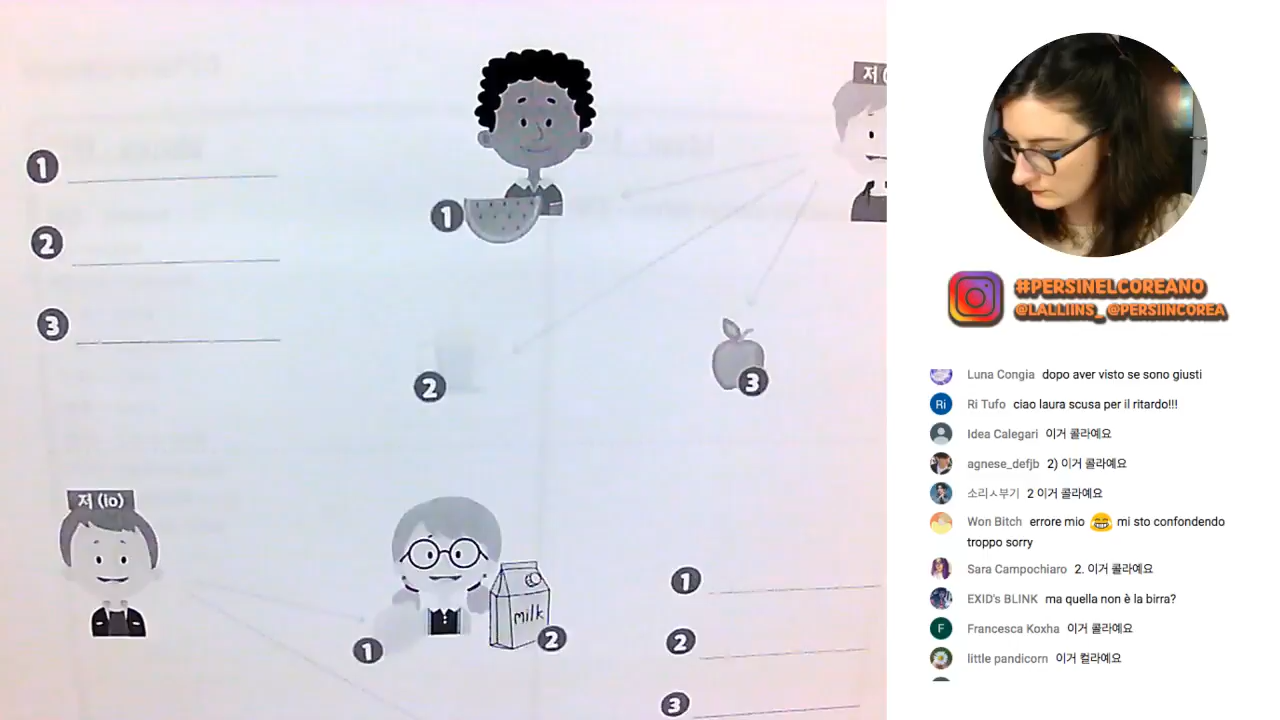 저
1
1
2
3
2
3
저 (io)
milk
1
2
1
2
3
#PERSINELCOREANO
@LALLIINS_ @PERSIINCOREA
Luna Congia dopo aver visto se sono giusti
Ri Ri Tufo ciao laura scusa per il ritardo!!!
Idea Calegari 이거 콜라예요
agnese_defjb 2) 이거 콜라예요
소리ㅅ부기 2 이거 콜라예요
Won Bitch errore mio 😂 mi sto confondendo
troppo sorry
Sara Campochiaro 2. 이거 콜라예요
EXID's BLINK ma quella non è la birra?
F Francesca Koxha 이거 콜라예요
little pandicorn 이거 컬라예요